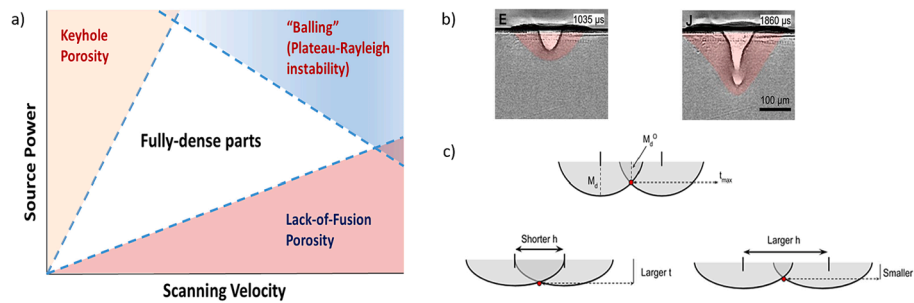 a)
Keyhole
Porosity
“Balling”
(Plateau-Rayleigh
instability)
Fully-dense parts
Lack-of-Fusion
Porosity
Source Power
Scanning Velocity
b)
E
1035 µs
J
1860 µs
100 µm
c)
M_d^O
M_d
t_max
Shorter h
Larger t
Larger h
Smaller